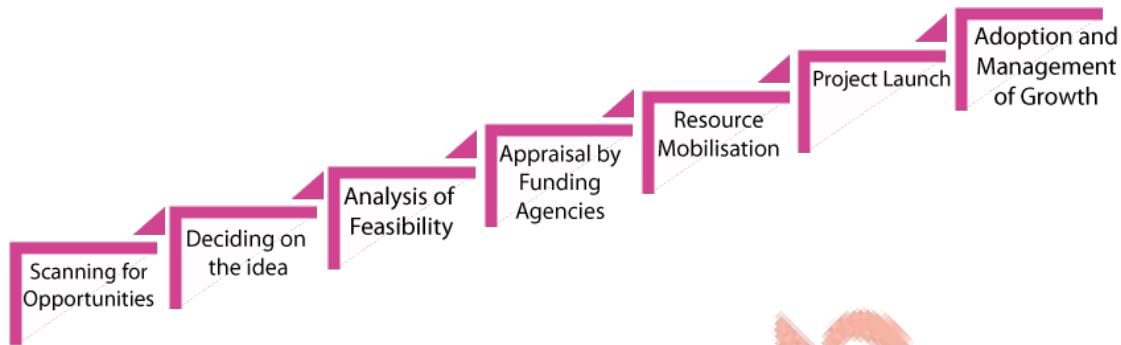 Scanning for
Opportunities
Deciding on
the idea
Analysis of
Feasibility
Appraisal by
Funding
Agencies
Resource
Mobilisation
Project Launch
Adoption and
Management
of Growth